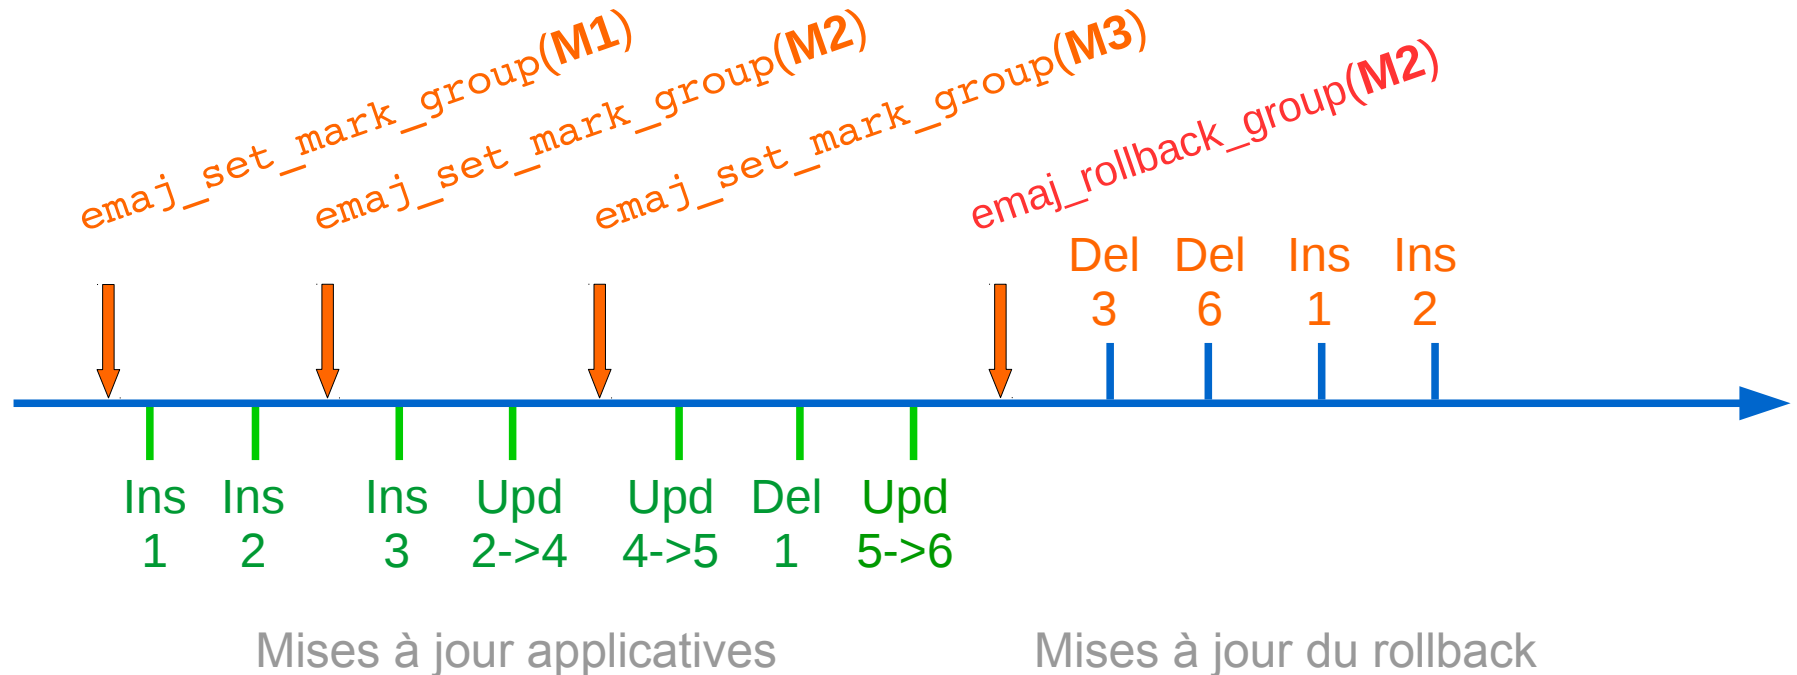 emaj_set_mark_group(M1)
emaj_set_mark_group(M2)
emaj_set_mark_group(M3)
emaj_rollback_group(M2)
Del Del Ins Ins
3 6 1 2
Ins Ins Ins Upd Upd Del Upd
1 2 3 2->4 4->5 1 5->6
Mises à jour applicatives Mises à jour du rollback